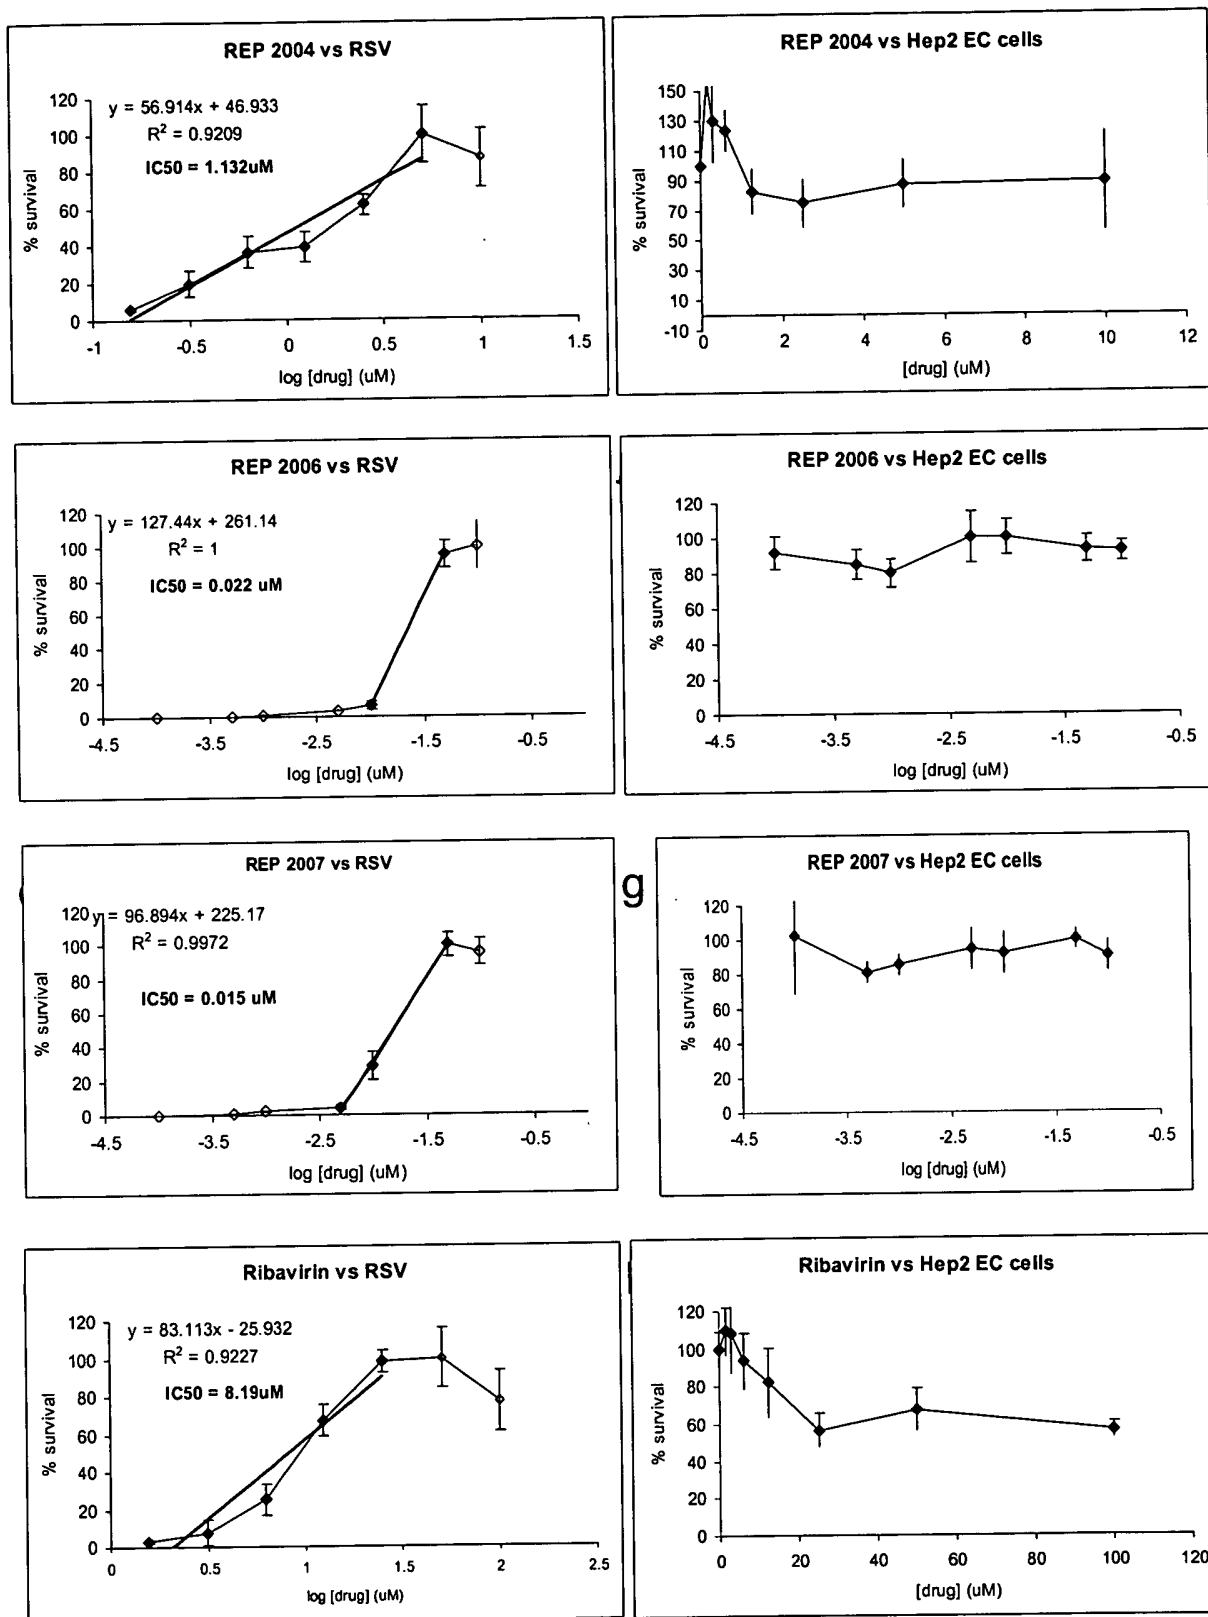 REP 2004 vs RSV
y = 56.914x + 46.933
R² = 0.9209
IC50 = 1.132uM
120
100
80
60
40
20
0
% survival
-1 -0.5 0 0.5 1 1.5
log [drug] (uM)
REP 2004 vs Hep2 EC cells
150
130
110
90
70
50
30
10
-10
% survival
0 2 4 6 8 10 12
[drug] (uM)
REP 2006 vs RSV
y = 127.44x + 261.14
R² = 1
IC50 = 0.022 uM
120
100
80
60
40
20
0
% survival
-4.5 -3.5 -2.5 -1.5 -0.5
log [drug] (uM)
REP 2006 vs Hep2 EC cells
120
100
80
60
40
20
0
% survival
-4.5 -3.5 -2.5 -1.5 -0.5
log [drug] (uM)
REP 2007 vs RSV
y = 96.894x + 225.17
R² = 0.9972
IC50 = 0.015 uM
120
100
80
60
40
20
0
% survival
-4.5 -3.5 -2.5 -1.5 -0.5
log [drug] (uM)
g
REP 2007 vs Hep2 EC cells
120
100
80
60
40
20
0
% survival
-4.5 -3.5 -2.5 -1.5 -0.5
log [drug] (uM)
Ribavirin vs RSV
y = 83.113x - 25.932
R² = 0.9227
IC50 = 8.19uM
120
100
80
60
40
20
0
% survival
0 0.5 1 1.5 2 2.5
log [drug] (uM)
Ribavirin vs Hep2 EC cells
120
100
80
60
40
20
0
% survival
0 20 40 60 80 100 120
[drug] (uM)